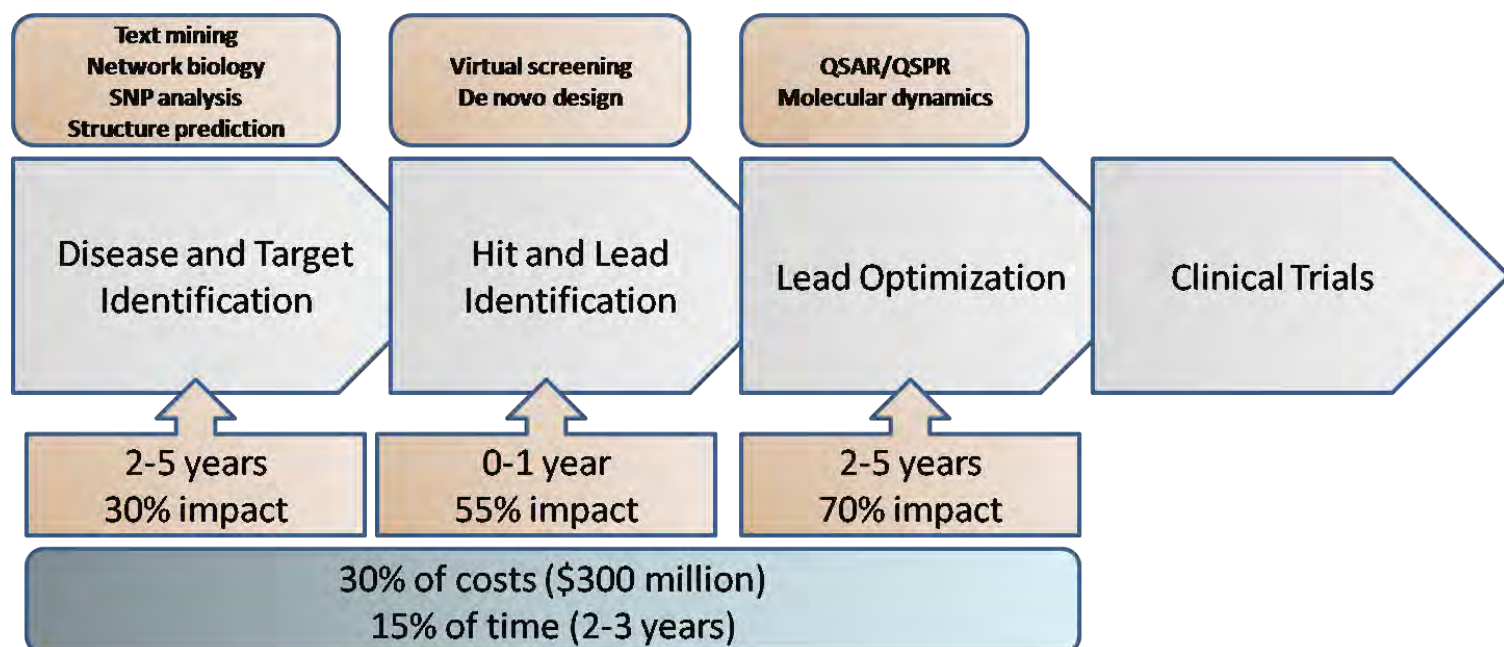 Text mining
Network biology
SNP analysis
Structure prediction
Virtual screening
De novo design
QSAR/QSPR
Molecular dynamics
Disease and Target
Identification
Hit and Lead
Identification
Lead Optimization
Clinical Trials
2-5 years
30% impact
0-1 year
55% impact
2-5 years
70% impact
30% of costs ($300 million)
15% of time (2-3 years)